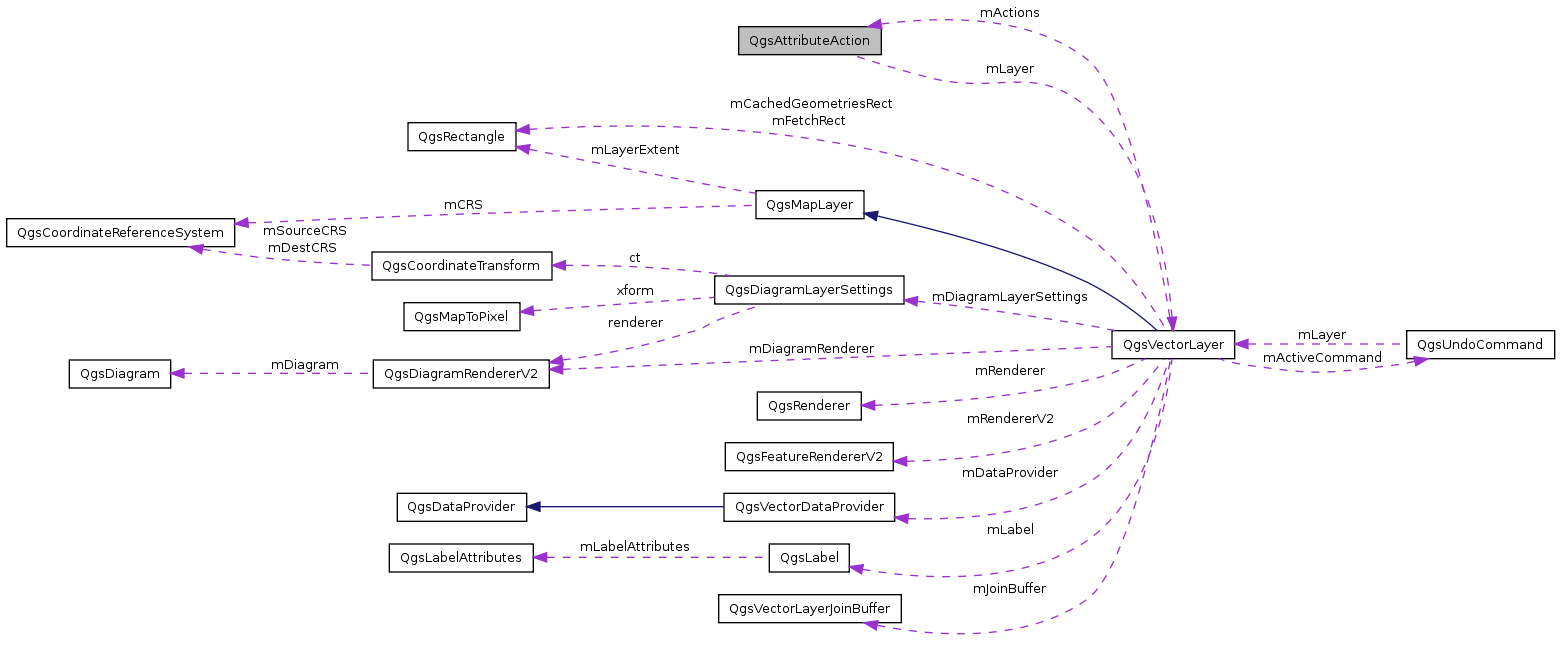 mActions
QgsAttributeAction
mLayer
mCachedGeometriesRect
mFetchRect
QgsRectangle
mLayerExtent
QgsMapLayer
mCRS
QgsCoordinateReferenceSystem
mSourceCRS
mDestCRS
ct
QgsCoordinateTransform
QgsDiagramLayerSettings
xform
mDiagramLayerSettings
QgsMapToPixel
renderer
mLayer
QgsVectorLayer
QgsUndoCommand
mDiagramRenderer
mActiveCommand
mDiagram
QgsDiagram
QgsDiagramRendererV2
mRenderer
QgsRenderer
mRendererV2
QgsFeatureRendererV2
mDataProvider
QgsDataProvider
QgsVectorDataProvider
mLabel
mLabelAttributes
QgsLabelAttributes
QgsLabel
mJoinBuffer
QgsVectorLayerJoinBuffer